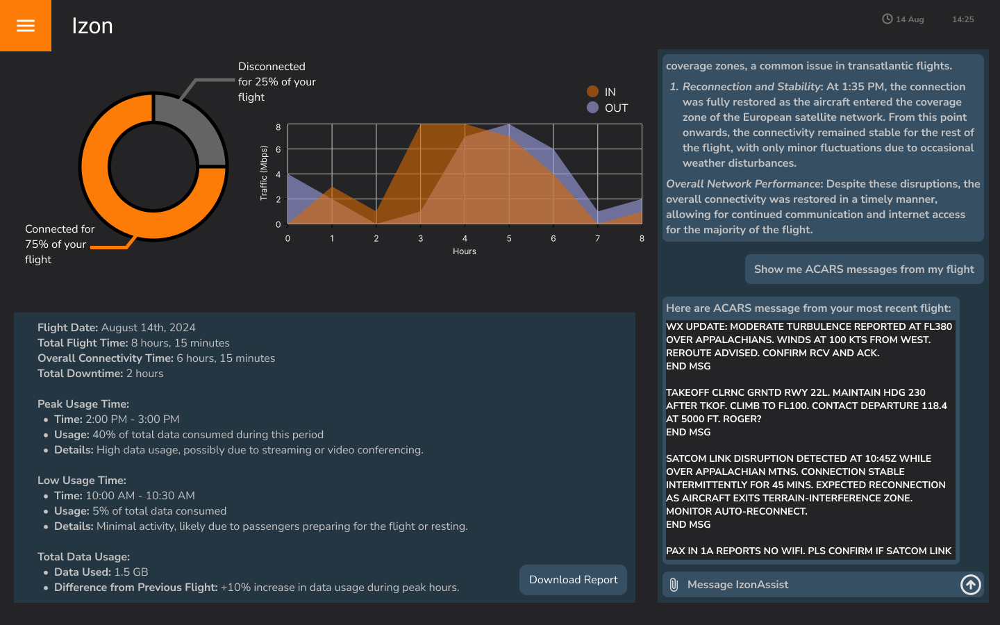 Izon
14 Aug
14:25
Disconnected
for 25% of your
flight
Connected for
75% of your
flight
IN
OUT
Traffic (Mbps)
8
6
4
2
0
0 1 2 3 4 5 6 7 8
Hours
Flight Date: August 14th, 2024
Total Flight Time: 8 hours, 15 minutes
Overall Connectivity Time: 6 hours, 15 minutes
Total Downtime: 2 hours
Peak Usage Time:
• Time: 2:00 PM - 3:00 PM
• Usage: 40% of total data consumed during this period
• Details: High data usage, possibly due to streaming or video conferencing.
Low Usage Time:
• Time: 10:00 AM - 10:30 AM
• Usage: 5% of total data consumed
• Details: Minimal activity, likely due to passengers preparing for the flight or resting.
Total Data Usage:
• Data Used: 1.5 GB
• Difference from Previous Flight: +10% increase in data usage during peak hours.
Download Report
coverage zones, a common issue in transatlantic flights.
1. Reconnection and Stability: At 1:35 PM, the connection
was fully restored as the aircraft entered the coverage
zone of the European satellite network. From this point
onwards, the connectivity remained stable for the rest of
the flight, with only minor fluctuations due to occasional
weather disturbances.
Overall Network Performance: Despite these disruptions, the
overall connectivity was restored in a timely manner,
allowing for continued communication and internet access
for the majority of the flight.
Show me ACARS messages from my flight
Here are ACARS message from your most recent flight:
WX UPDATE: MODERATE TURBULENCE REPORTED AT FL380
OVER APPALACHIANS. WINDS AT 100 KTS FROM WEST.
REROUTE ADVISED. CONFIRM RCV AND ACK.
END MSG
TAKEOFF CLRNC GRNTD RWY 22L. MAINTAIN HDG 230
AFTER TKOF. CLIMB TO FL100. CONTACT DEPARTURE 118.4
AT 5000 FT. ROGER?
END MSG
SATCOM LINK DISRUPTION DETECTED AT 10:45Z WHILE
OVER APPALACHIAN MTNS. CONNECTION STABLE
INTERMITTENTLY FOR 45 MINS. EXPECTED RECONNECTION
AS AIRCRAFT EXITS TERRAIN-INTERFERENCE ZONE.
MONITOR AUTO-RECONNECT.
END MSG
PAX IN 1A REPORTS NO WIFI. PLS CONFIRM IF SATCOM LINK
Message IzonAssist